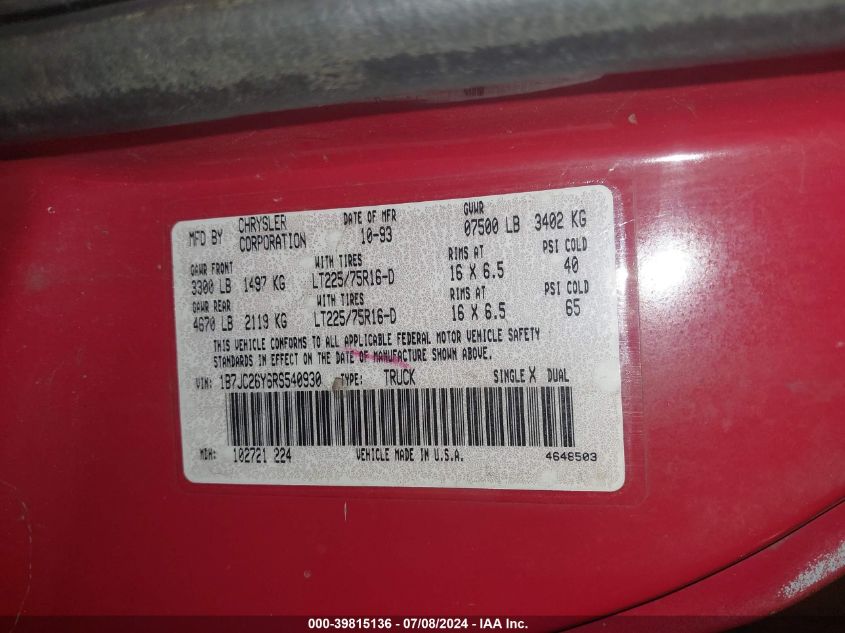 MFD BY CHRYSLER CORPORATION DATE OF MFR 10-93 GVWR 07500 LB 3402 KG
GAWR FRONT WITH TIRES RIMS AT PSI COLD
3300 LB 1497 KG LT225/75R16-D 16 X 6.5 40
GAWR REAR WITH TIRES RIMS AT PSI COLD
4670 LB 2119 KG LT225/75R16-D 16 X 6.5 65
THIS VEHICLE CONFORMS TO ALL APPLICABLE FEDERAL MOTOR VEHICLE SAFETY
STANDARDS IN EFFECT ON THE DATE OF MANUFACTURE SHOWN ABOVE.
VIN: 1B7JC26Y6RS540930 TYPE: TRUCK SINGLE X DUAL
MDH: 102721 224 VEHICLE MADE IN U.S.A. 4648503
000-39815136 - 07/08/2024 - IAA Inc.